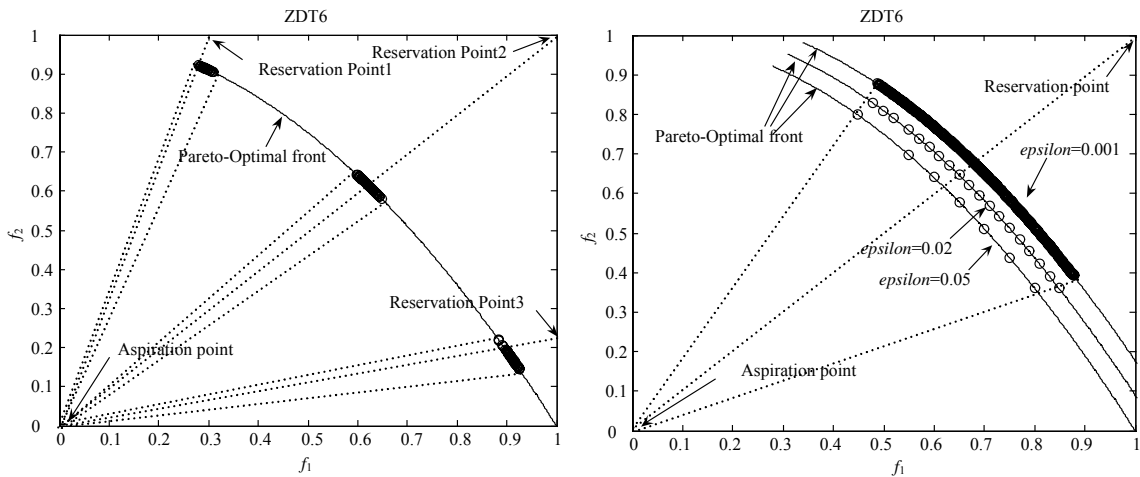 ZDT6
1
0.9
0.8
0.7
0.6
0.5
0.4
0.3
0.2
0.1
0
f2
Reservation Point2
Reservation Point1
Pareto-Optimal front
Reservation Point3
Aspiration point
0 0.1 0.2 0.3 0.4 0.5 0.6 0.7 0.8 0.9 1
f1
ZDT6
1
0.9
0.8
0.7
0.6
0.5
0.4
0.3
0.2
0.1
0
f2
Reservation point
Pareto-Optimal front
epsilon=0.001
epsilon=0.02
epsilon=0.05
Aspiration point
0 0.1 0.2 0.3 0.4 0.5 0.6 0.7 0.8 0.9 1
f1